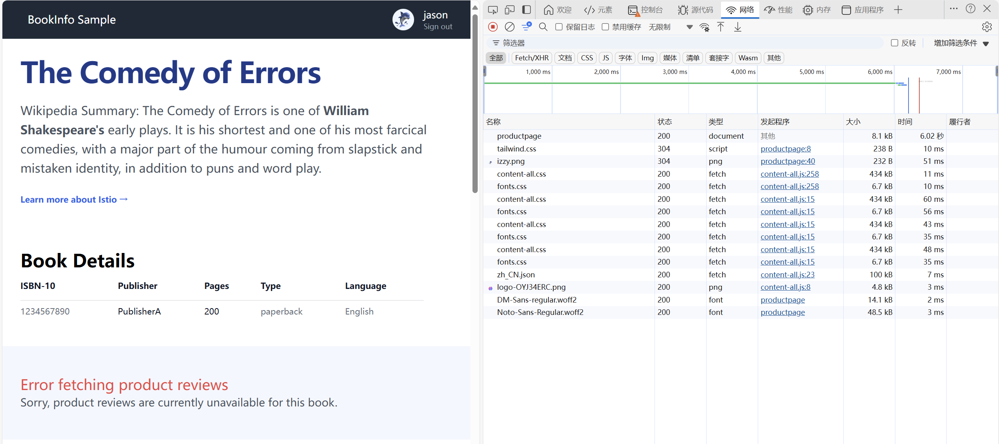 BookInfo Sample
jason
Sign out
The Comedy of Errors
Wikipedia Summary: The Comedy of Errors is one of William
Shakespeare's early plays. It is his shortest and one of his most farcical
comedies, with a major part of the humour coming from slapstick and
mistaken identity, in addition to puns and word play.
Learn more about Istio →
Book Details
ISBN-10 Publisher Pages Type Language
1234567890 PublisherA 200 paperback English
Error fetching product reviews
Sorry, product reviews are currently unavailable for this book.
欢迎 元素 控制台 源代码 网络 性能 内存 应用程序
保留日志 禁用缓存 无限制
筛选器 反转 增加筛选条件
全部 Fetch/XHR 文档 CSS JS 字体 Img 媒体 清单 套接字 Wasm 其他
1,000 ms 2,000 ms 3,000 ms 4,000 ms 5,000 ms 6,000 ms 7,000 ms
名称 状态 类型 发起程序 大小 时间 履行者
productpage 200 document 其他 8.1 kB 6.02 秒
tailwind.css 304 script productpage:8 238 B 10 ms
izzy.png 304 png productpage:40 232 B 51 ms
content-all.css 200 fetch content-all.js:258 434 kB 11 ms
fonts.css 200 fetch content-all.js:258 6.7 kB 10 ms
content-all.css 200 fetch content-all.js:15 434 kB 60 ms
fonts.css 200 fetch content-all.js:15 6.7 kB 56 ms
content-all.css 200 fetch content-all.js:15 434 kB 43 ms
fonts.css 200 fetch content-all.js:15 6.7 kB 35 ms
content-all.css 200 fetch content-all.js:15 434 kB 48 ms
fonts.css 200 fetch content-all.js:15 6.7 kB 35 ms
zh_CN.json 200 fetch content-all.js:23 100 kB 7 ms
logo-OYJ34ERC.png 200 png content-all.js:8 4.8 kB 3 ms
DM-Sans-regular.woff2 200 font productpage 14.1 kB 2 ms
Noto-Sans-Regular.woff2 200 font productpage 48.5 kB 3 ms